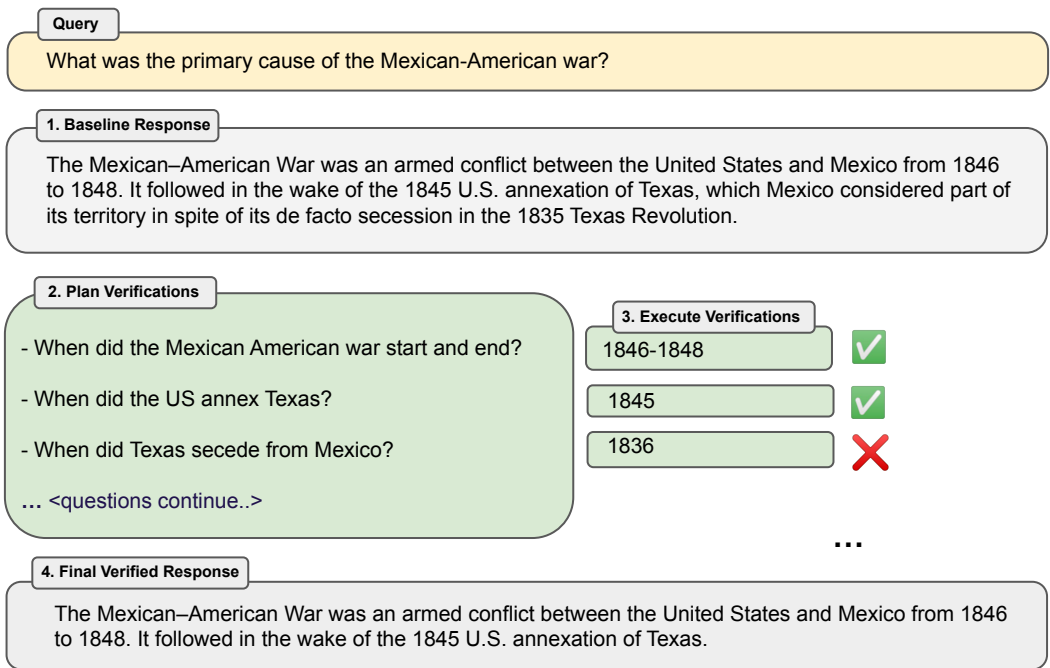 Query
What was the primary cause of the Mexican-American war?
1. Baseline Response
The Mexican–American War was an armed conflict between the United States and Mexico from 1846
to 1848. It followed in the wake of the 1845 U.S. annexation of Texas, which Mexico considered part of
its territory in spite of its de facto secession in the 1835 Texas Revolution.
2. Plan Verifications
- When did the Mexican American war start and end?
- When did the US annex Texas?
- When did Texas secede from Mexico?
... <questions continue..>
3. Execute Verifications
1846-1848
1845
1836
...
4. Final Verified Response
The Mexican–American War was an armed conflict between the United States and Mexico from 1846
to 1848. It followed in the wake of the 1845 U.S. annexation of Texas.